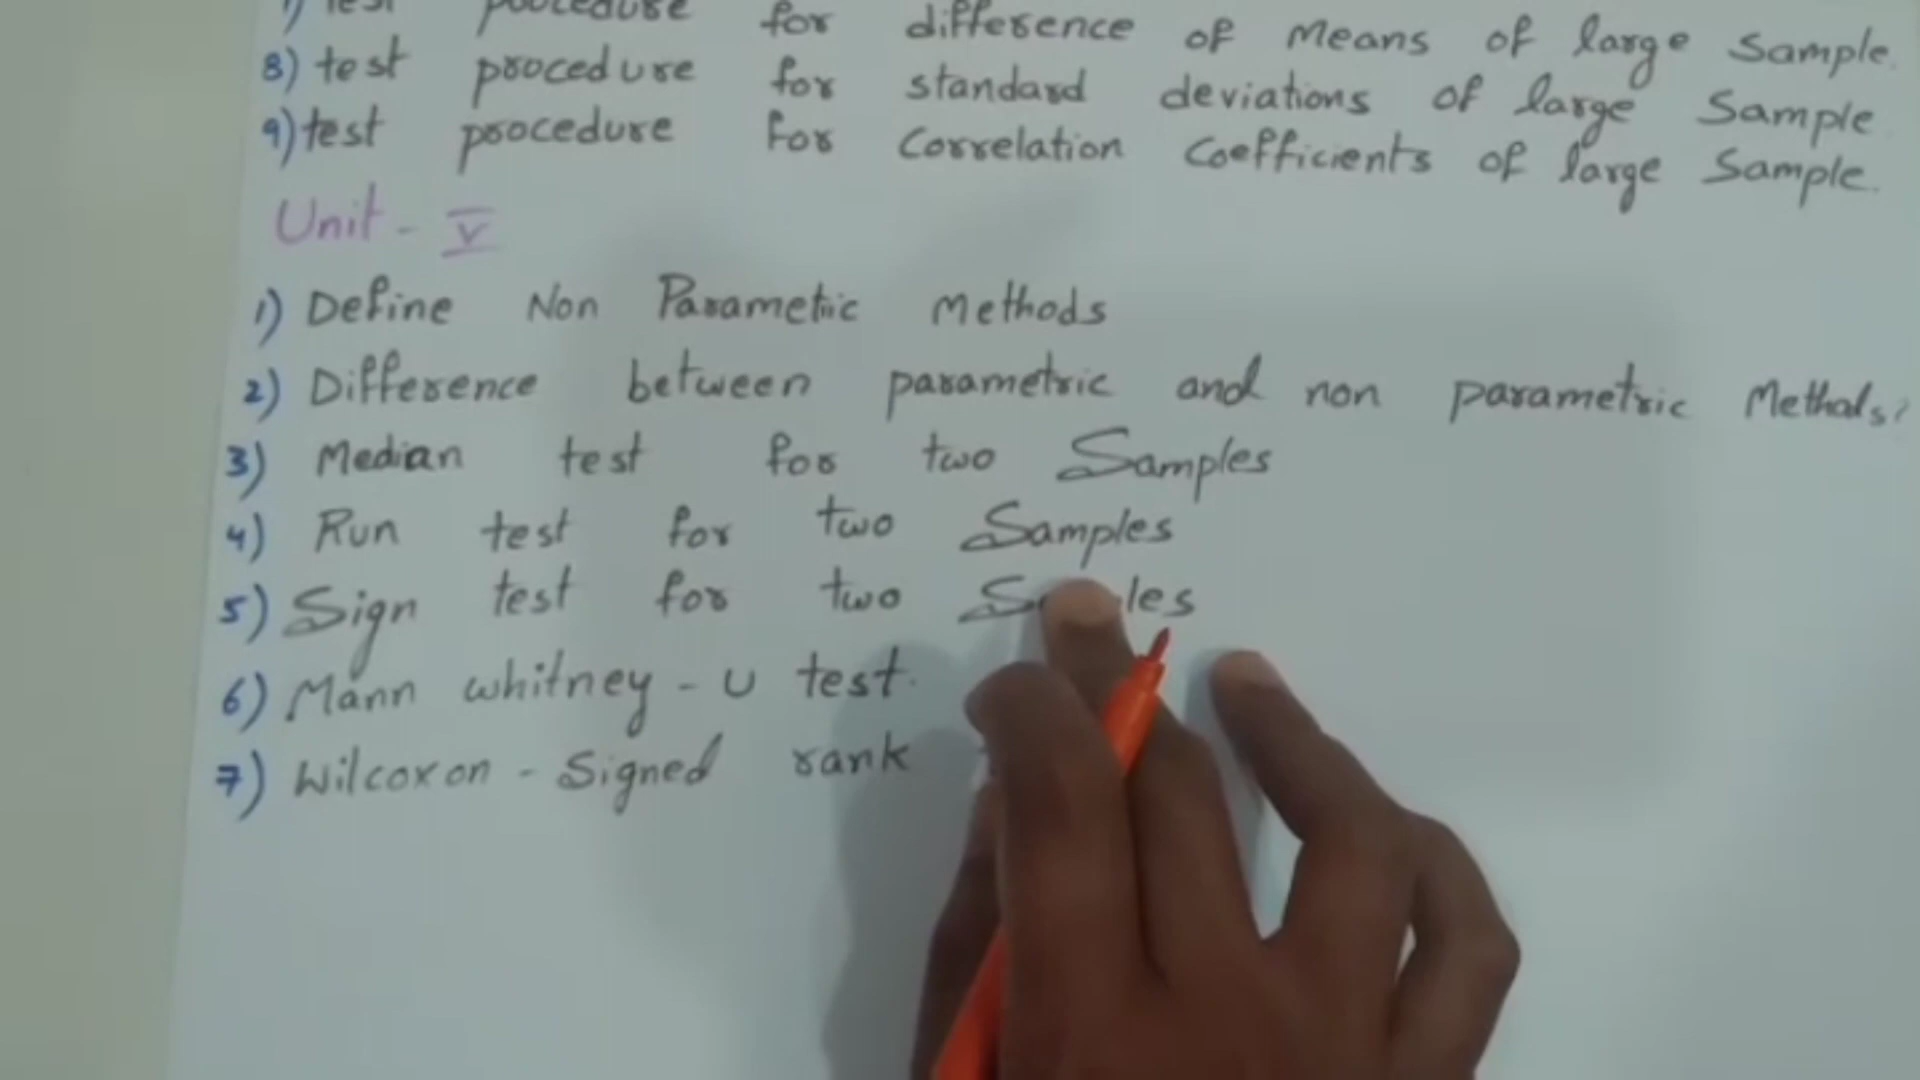 7) test procedure for difference of Means of large Sample.
8) test procedure for standard deviations of large Sample
9) test procedure for Correlation Coefficients of large Sample.
Unit - V
1) Define Non Parametric Methods
2) Difference between parametric and non parametric Methods?
3) Median test for two Samples
4) Run test for two Samples
5) Sign test for two
6) Mann whitney - U test.
7) Wilcoxon - Signed rank